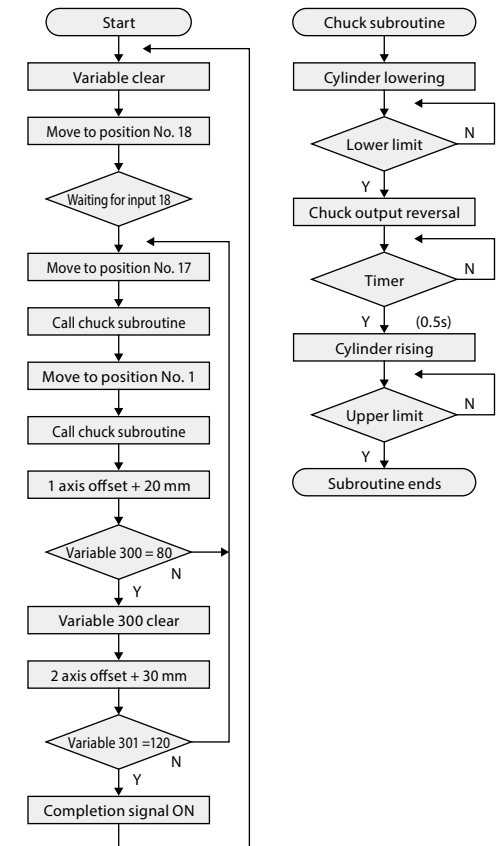 Start
Variable clear
Move to position No. 18
Waiting for input 18
Move to position No. 17
Call chuck subroutine
Move to position No. 1
Call chuck subroutine
1 axis offset + 20 mm
Variable 300 = 80
N
Y
Variable 300 clear
2 axis offset + 30 mm
Variable 301 =120
N
Y
Completion signal ON
Chuck subroutine
Cylinder lowering
Lower limit
N
Y
Chuck output reversal
Timer
N
Y (0.5s)
Cylinder rising
Upper limit
N
Y
Subroutine ends